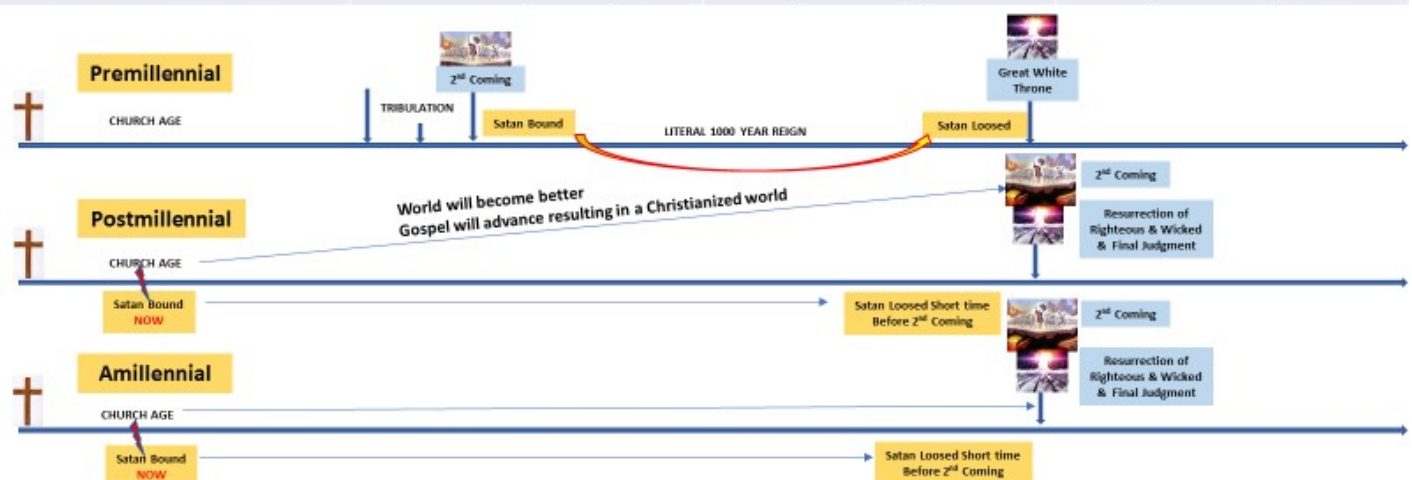 Premillennial
CHURCH AGE
TRIBULATION
2nd Coming
Satan Bound
LITERAL 1000 YEAR REIGN
Satan Loosed
Great White
Throne
Postmillennial
CHURCH AGE
World will become better
Gospel will advance resulting in a Christianized world
2nd Coming
Resurrection of
Righteous & Wicked
& Final Judgment
Satan Bound
NOW
Satan Loosed Short time
Before 2nd Coming
Amillennial
CHURCH AGE
2nd Coming
Resurrection of
Righteous & Wicked
& Final Judgment
Satan Bound
NOW
Satan Loosed Short time
Before 2nd Coming